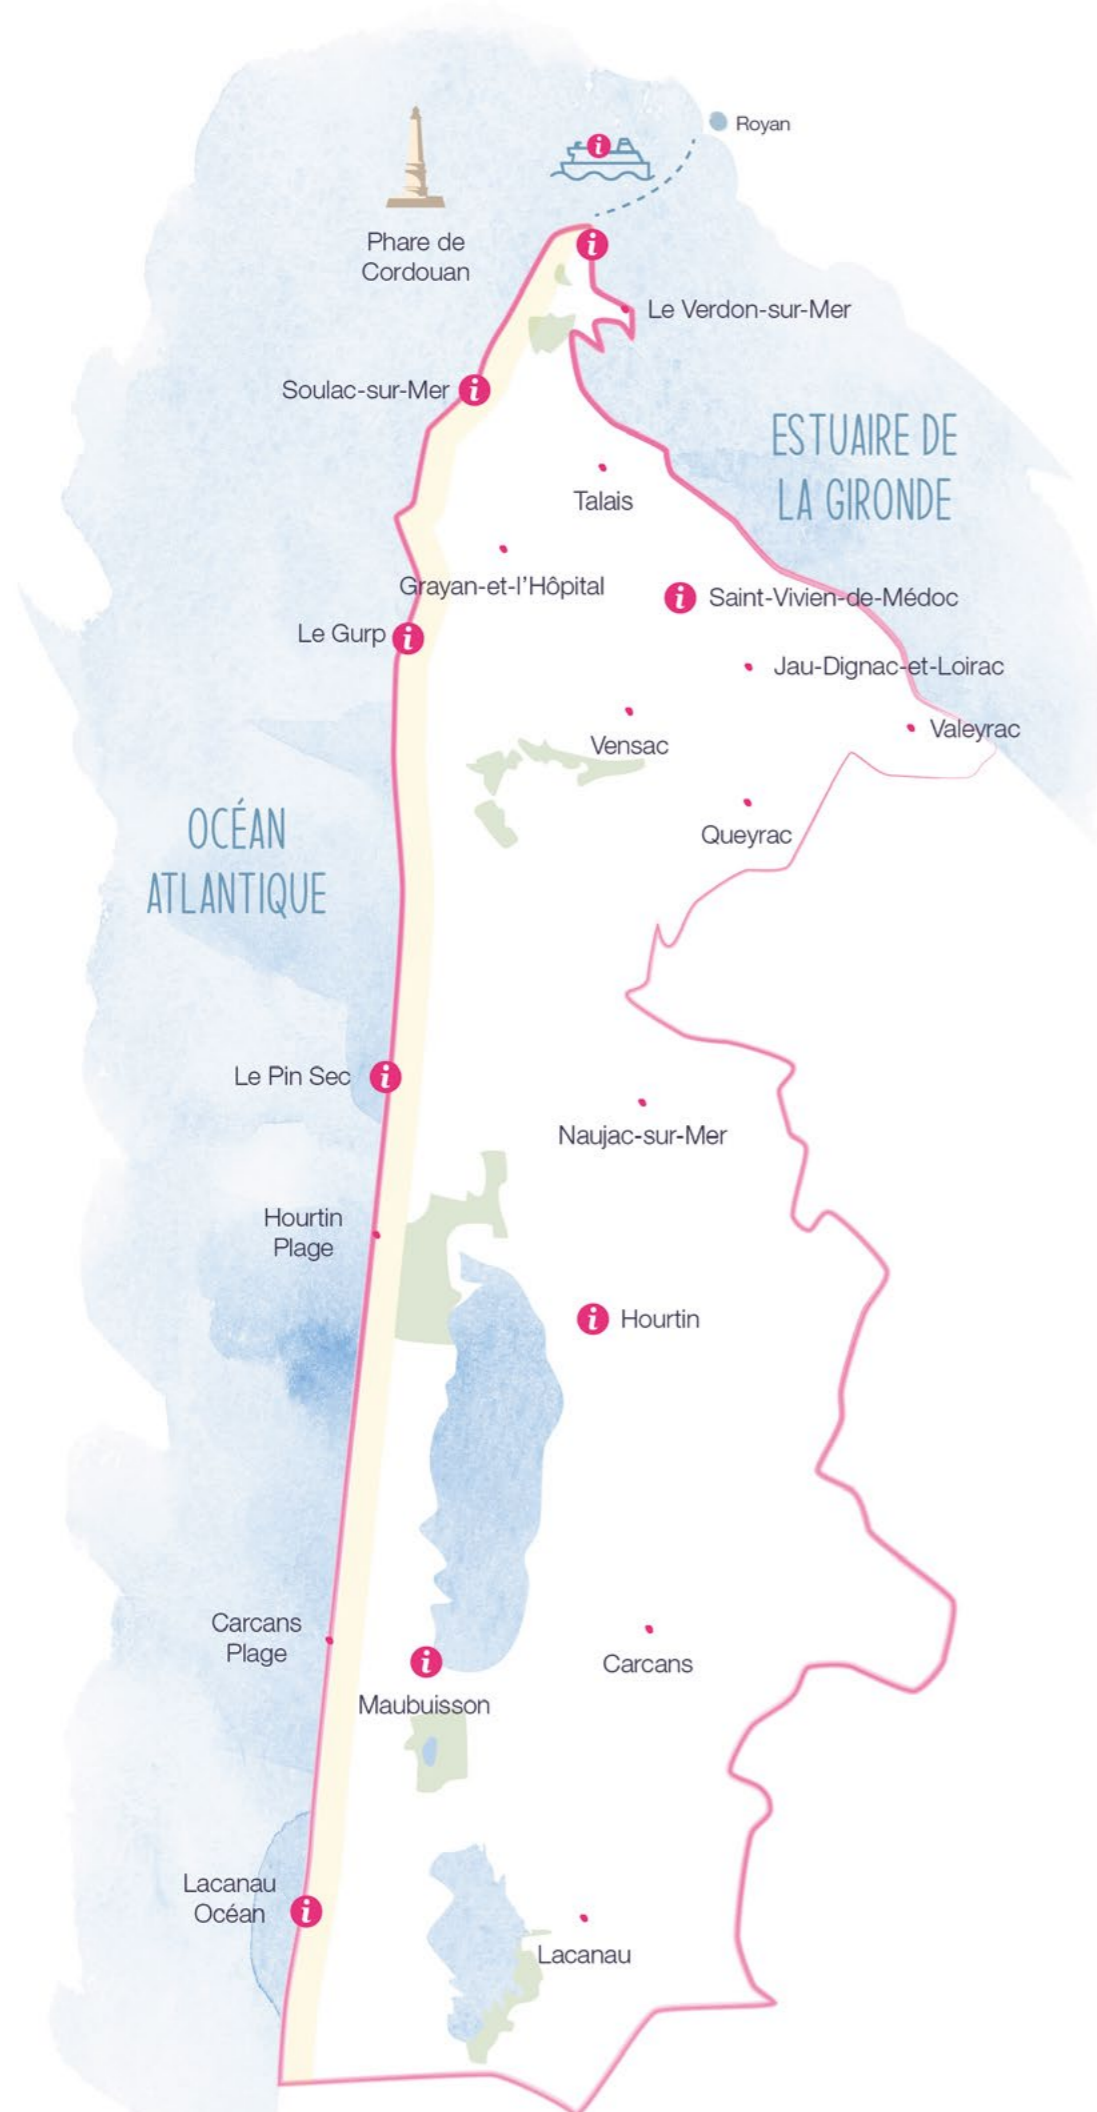 Royan
i
Phare de
Cordouan
i
Le Verdon-sur-Mer
Soulac-sur-Mer i
ESTUAIRE DE
LA GIRONDE
Talais
Grayan-et-l'Hôpital
i Saint-Vivien-de-Médoc
Le Gurp i
Jau-Dignac-et-Loirac
Valeyrac
Vensac
OCÉAN
ATLANTIQUE
Queyrac
Le Pin Sec i
Naujac-sur-Mer
Hourtin
Plage
i Hourtin
Carcans
Plage
i
Maubuisson
Carcans
Lacanau
Océan i
Lacanau